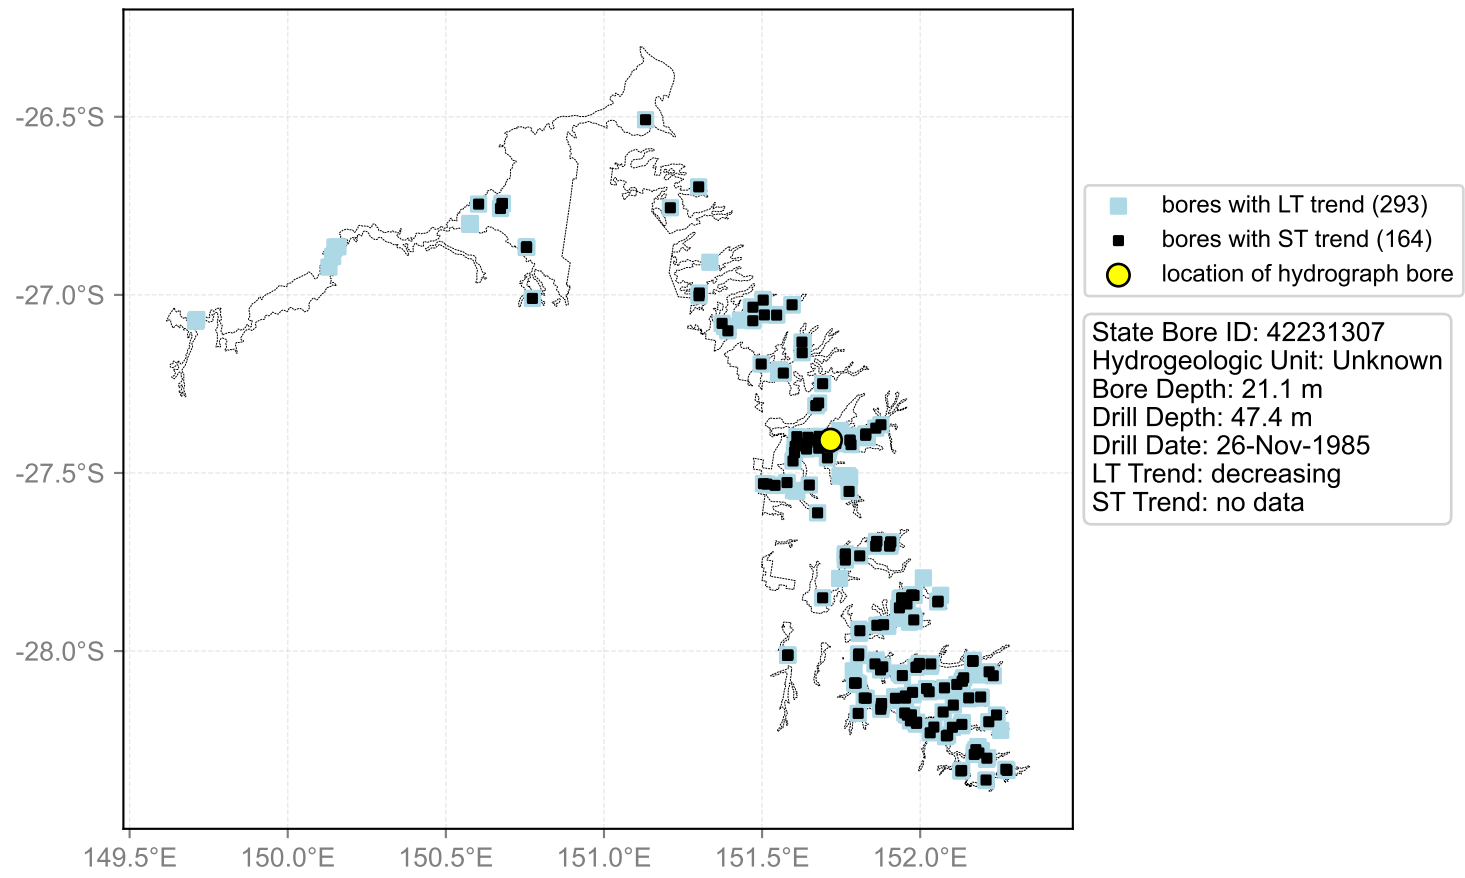 -26.5°S
-27.0°S
-27.5°S
-28.0°S
149.5°E 150.0°E 150.5°E 151.0°E 151.5°E 152.0°E
bores with LT trend (293)
bores with ST trend (164)
location of hydrograph bore
State Bore ID: 42231307
Hydrogeologic Unit: Unknown
Bore Depth: 21.1 m
Drill Depth: 47.4 m
Drill Date: 26-Nov-1985
LT Trend: decreasing
ST Trend: no data